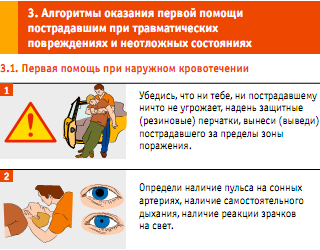 3. Алгоритмы оказания первой помощи
пострадавшим при травматических
повреждениях и неотложных состояниях
3.1. Первая помощь при наружном кровотечении
1
Убедись, что ни тебе, ни пострадавшему
ничто не угрожает, надень защитные
(резиновые) перчатки, вынеси (выведи)
пострадавшего за пределы зоны
поражения.
2
Определи наличие пульса на сонных
артериях, наличие самостоятельного
дыхания, наличие реакции зрачков
на свет.